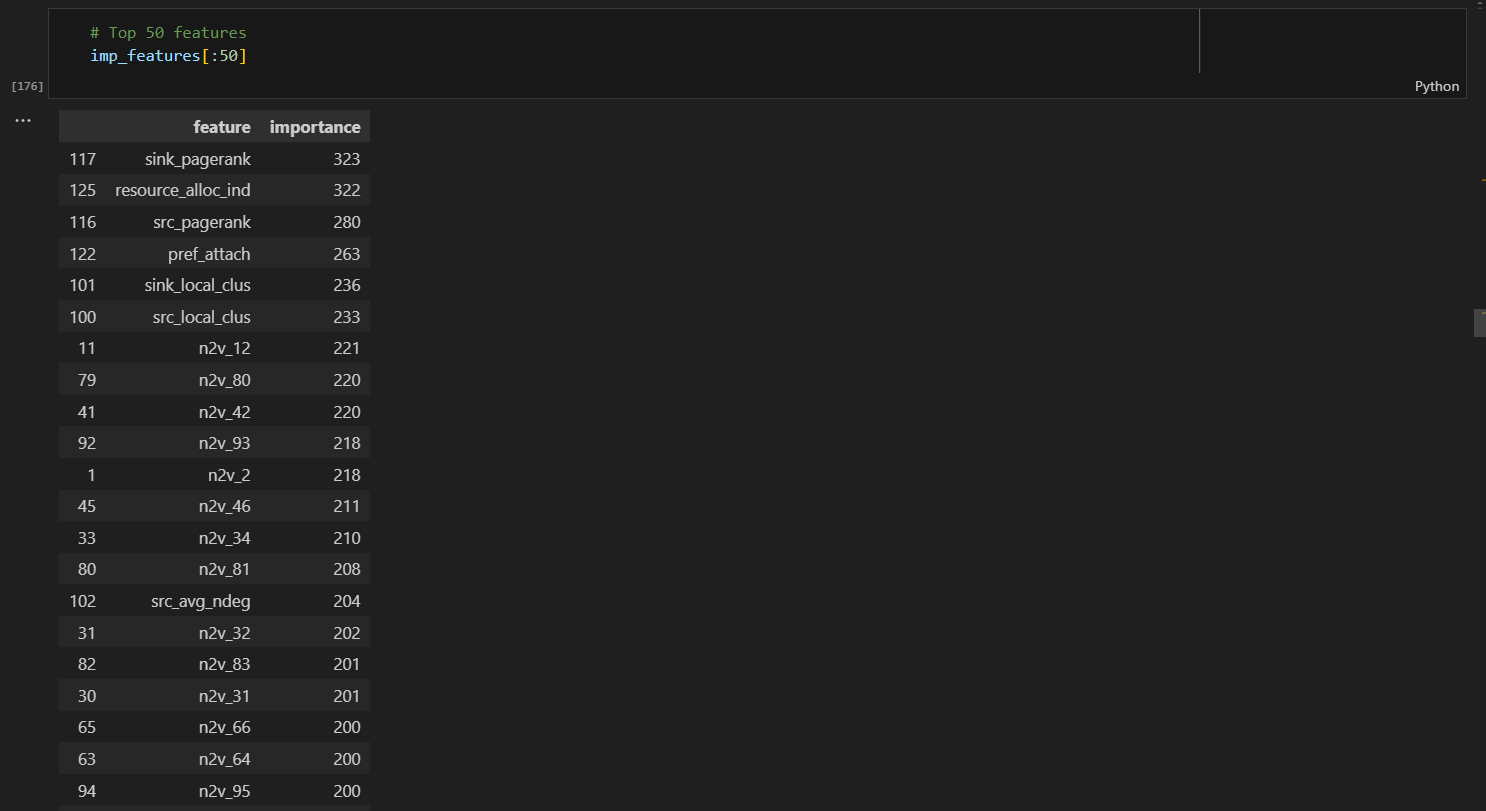 # Top 50 features
imp_features[:50]
[176]
Python
...
feature importance
117 sink_pagerank 323
125 resource_alloc_ind 322
116 src_pagerank 280
122 pref_attach 263
101 sink_local_clus 236
100 src_local_clus 233
11 n2v_12 221
79 n2v_80 220
41 n2v_42 220
92 n2v_93 218
1 n2v_2 218
45 n2v_46 211
33 n2v_34 210
80 n2v_81 208
102 src_avg_ndeg 204
31 n2v_32 202
82 n2v_83 201
30 n2v_31 201
65 n2v_66 200
63 n2v_64 200
94 n2v_95 200